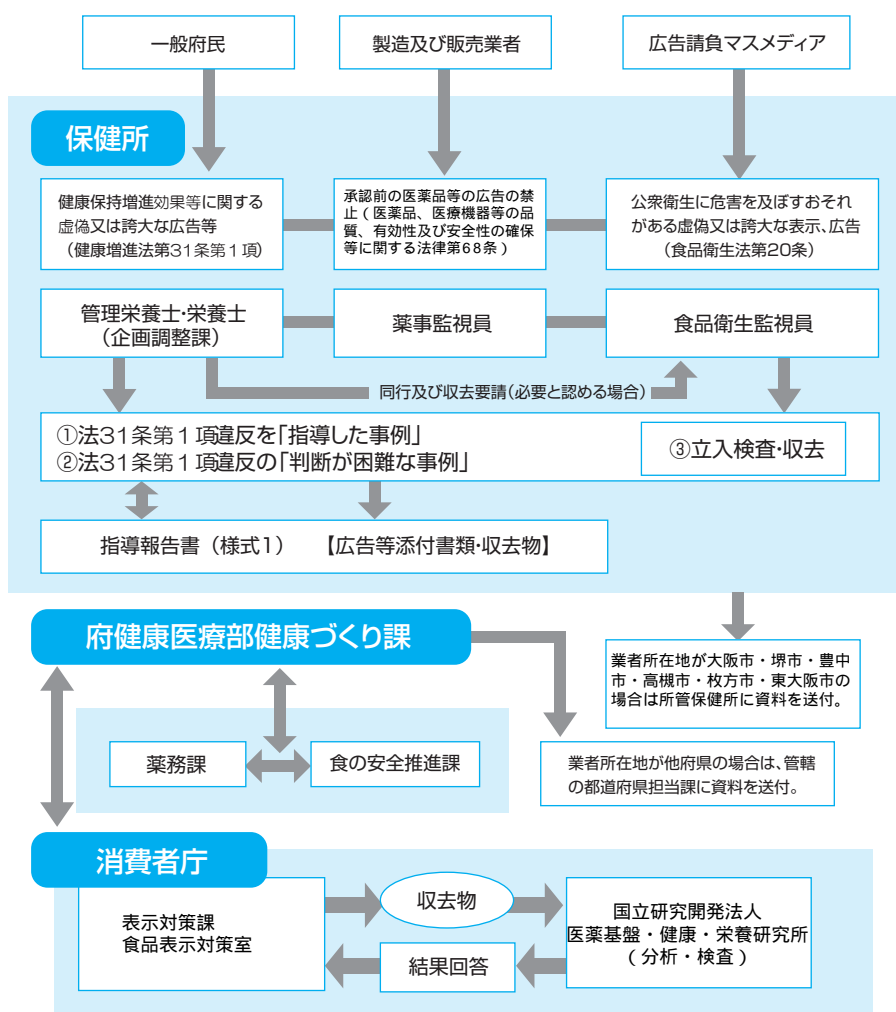 一般府民
製造及び販売業者
広告請負マスメディア
保健所
健康保持増進効果等に関する
虚偽又は誇大な広告等
(健康増進法第31条第1項)
承認前の医薬品等の広告の禁
止(医薬品、医療機器等の品
質、有効性及び安全性の確保
等に関する法律第68条)
公衆衛生に危害を及ぼすおそれ
がある虚偽又は誇大な表示、広告
(食品衛生法第20条)
管理栄養士・栄養士
(企画調整課)
薬事監視員
食品衛生監視員
同行及び収去要請(必要と認める場合)
①法31条第1項違反を「指導した事例」
②法31条第1項違反の「判断が困難な事例」
③立入検査・収去
指導報告書(様式1) 【広告等添付書類・収去物】
府健康医療部健康づくり課
業者所在地が大阪市・堺市・豊中
市・高槻市・枚方市・東大阪市の
場合は所管保健所に資料を送付。
薬務課
食の安全推進課
業者所在地が他府県の場合は、管轄
の都道府県担当課に資料を送付。
消費者庁
表示対策課
食品表示対策室
収去物
結果回答
国立研究開発法人
医薬基盤・健康・栄養研究所
(分析・検査)